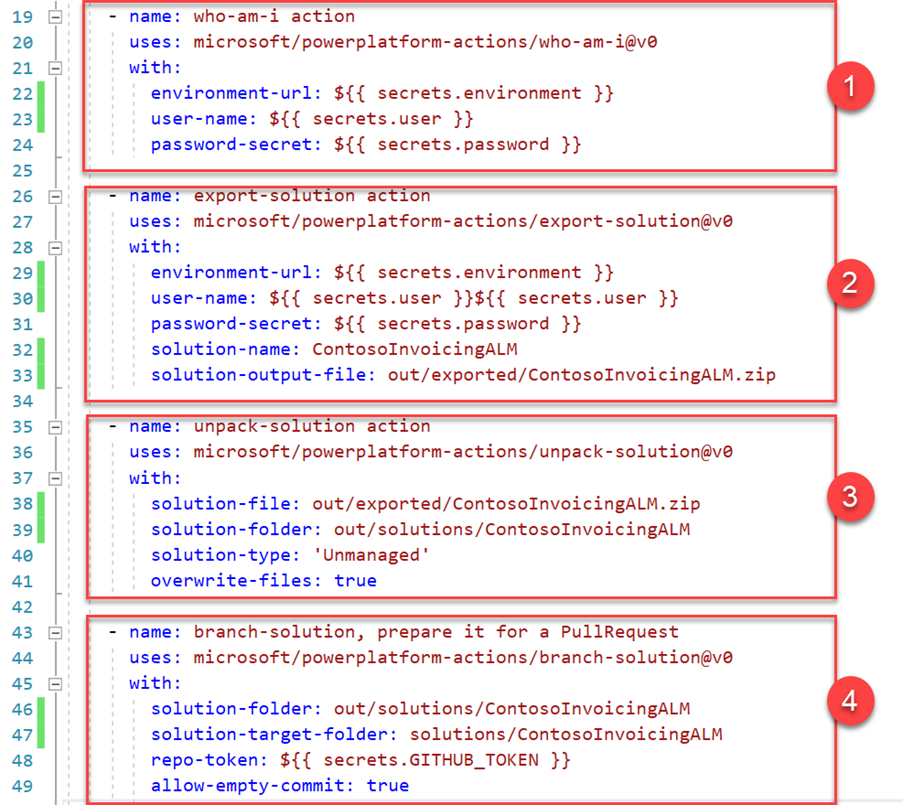 19 - name: who-am-i action
20 uses: microsoft/powerplatform-actions/who-am-i@v0
21 with:
22 environment-url: ${{ secrets.environment }}
23 user-name: ${{ secrets.user }}
24 password-secret: ${{ secrets.password }}
1
25
26 - name: export-solution action
27 uses: microsoft/powerplatform-actions/export-solution@v0
28 with:
29 environment-url: ${{ secrets.environment }}
30 user-name: ${{ secrets.user }}${{ secrets.user }}
31 password-secret: ${{ secrets.password }}
32 solution-name: ContosoInvoicingALM
33 solution-output-file: out/exported/ContosoInvoicingALM.zip
2
34
35 - name: unpack-solution action
36 uses: microsoft/powerplatform-actions/unpack-solution@v0
37 with:
38 solution-file: out/exported/ContosoInvoicingALM.zip
39 solution-folder: out/solutions/ContosoInvoicingALM
40 solution-type: 'Unmanaged'
41 overwrite-files: true
3
42
43 - name: branch-solution, prepare it for a PullRequest
44 uses: microsoft/powerplatform-actions/branch-solution@v0
45 with:
46 solution-folder: out/solutions/ContosoInvoicingALM
47 solution-target-folder: solutions/ContosoInvoicingALM
48 repo-token: ${{ secrets.GITHUB_TOKEN }}
49 allow-empty-commit: true
4